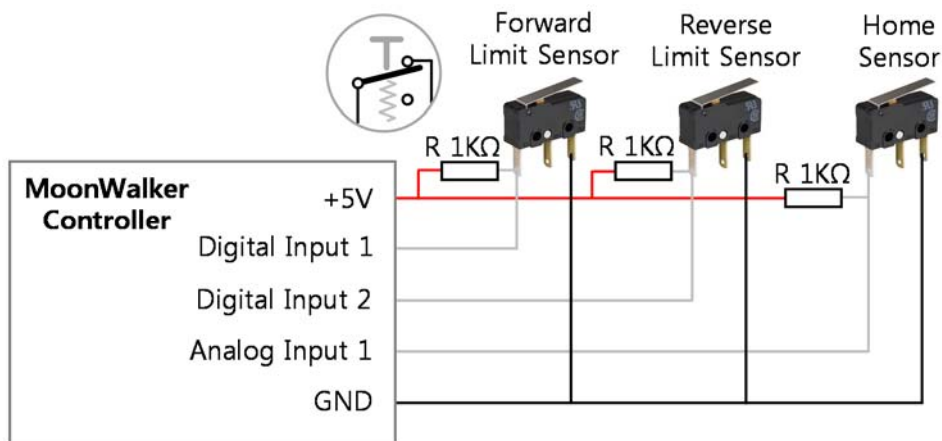 Forward
Limit Sensor
Reverse
Limit Sensor
Home
Sensor
R 1KΩ
R 1KΩ
R 1KΩ
MoonWalker
Controller
+5V
Digital Input 1
Digital Input 2
Analog Input 1
GND